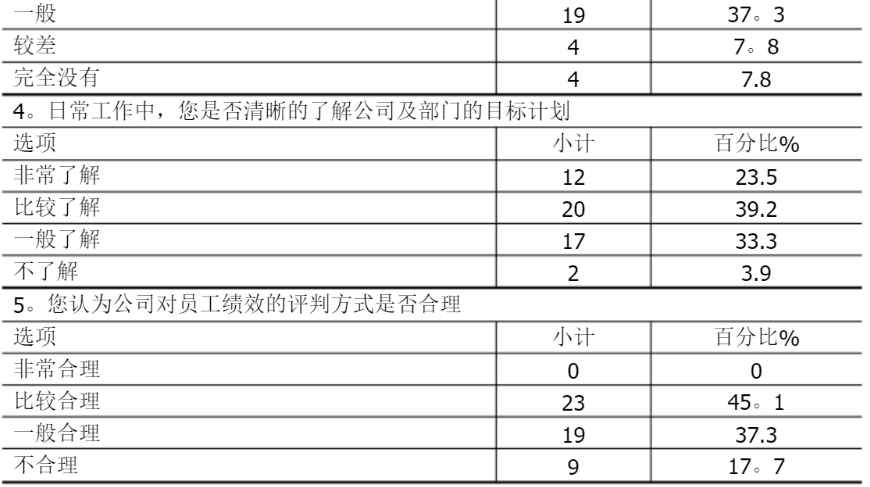 一般 19 37。3
较差 4 7。8
完全没有 4 7.8
4。日常工作中，您是否清晰的了解公司及部门的目标计划
选项 小计 百分比%
非常了解 12 23.5
比较了解 20 39.2
一般了解 17 33.3
不了解 2 3.9
5。您认为公司对员工绩效的评判方式是否合理
选项 小计 百分比%
非常合理 0 0
比较合理 23 45。1
一般合理 19 37.3
不合理 9 17。7